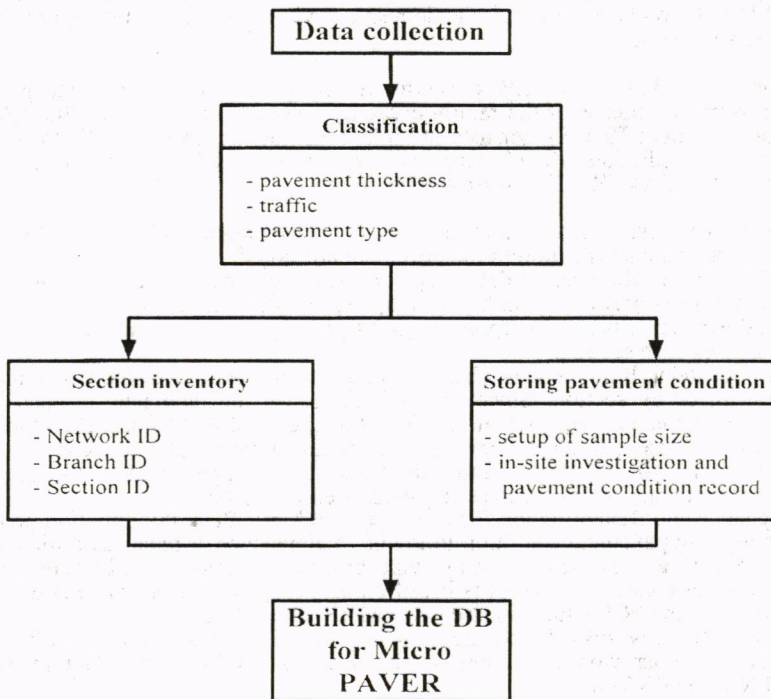 Data collection
Classification
- pavement thickness
- traffic
- pavement type
Section inventory
- Network ID
- Branch ID
- Section ID
Storing pavement condition
- setup of sample size
- in-site investigation and
pavement condition record
Building the DB
for Micro
PAVER